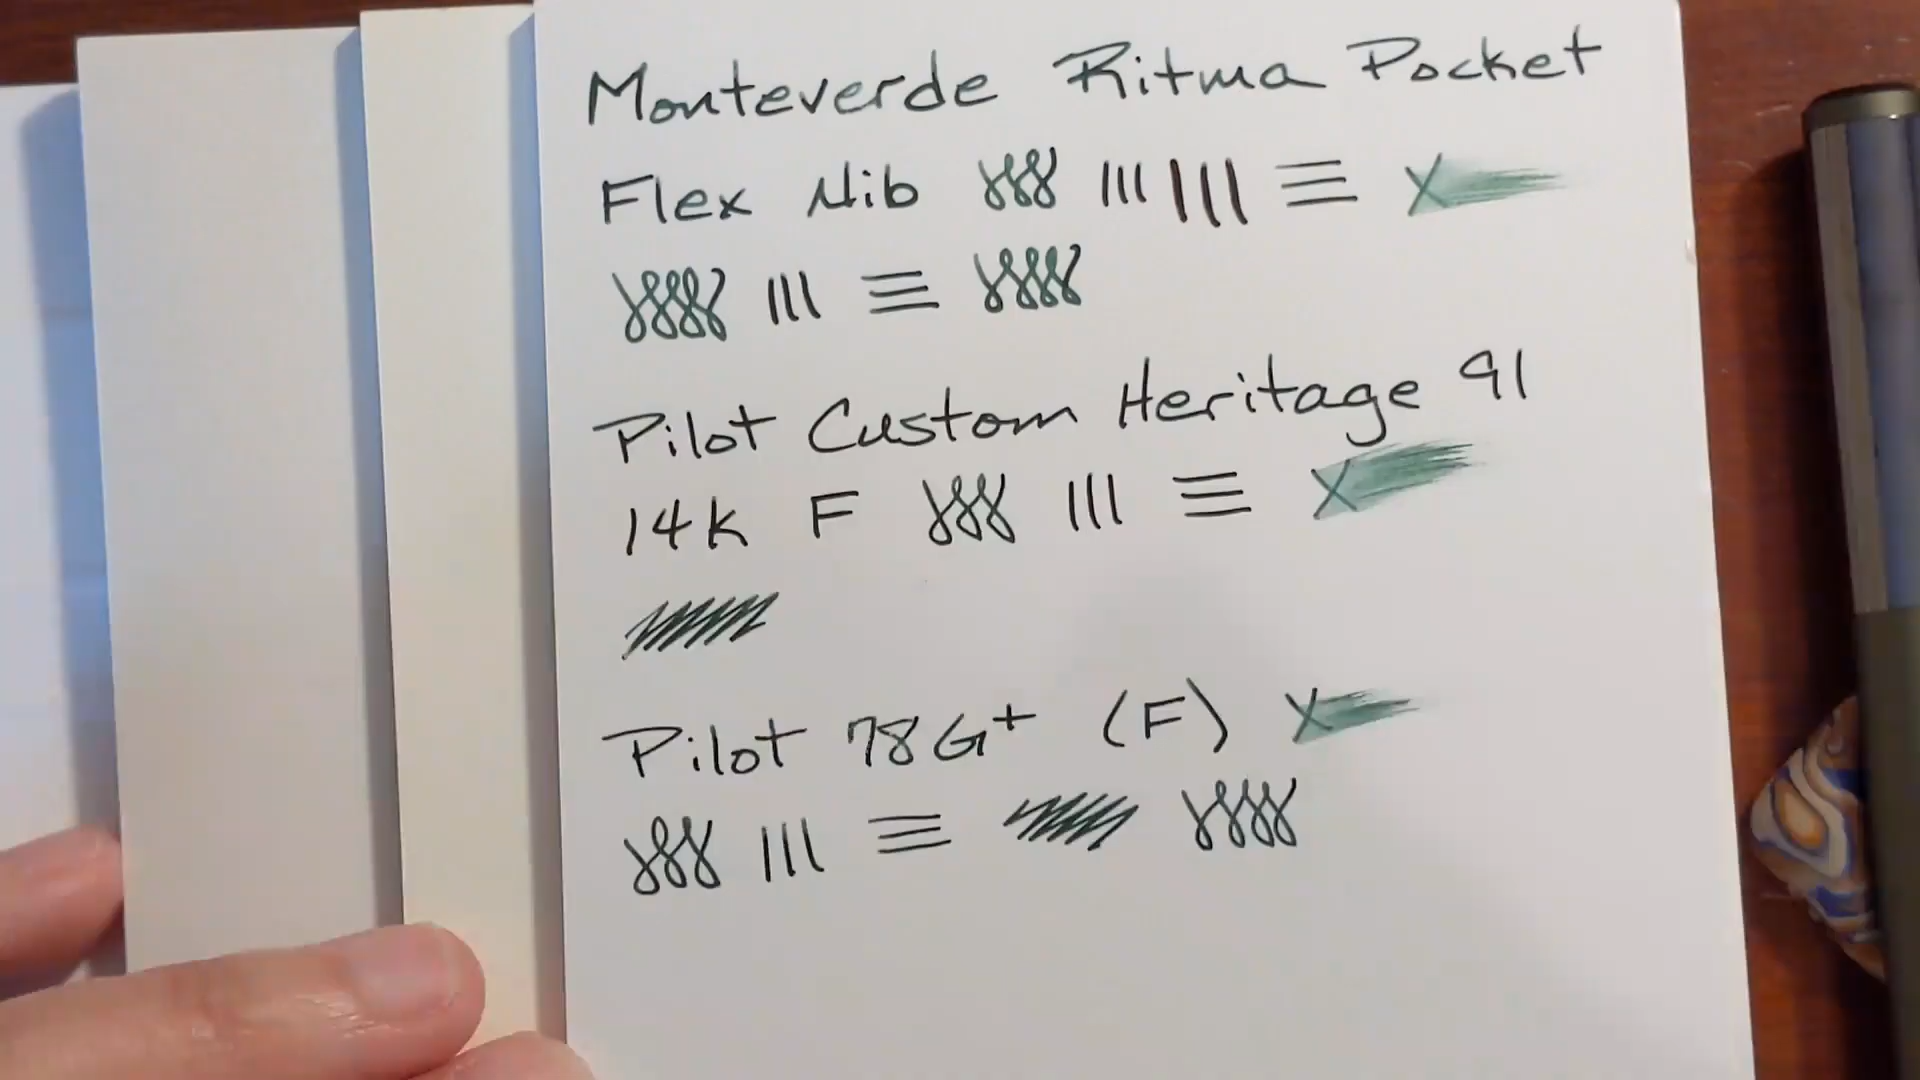 Monteverde Ritma Pocket
Flex Nib
Pilot Custom Heritage 91
14K F X
Pilot 78G+ (F) X